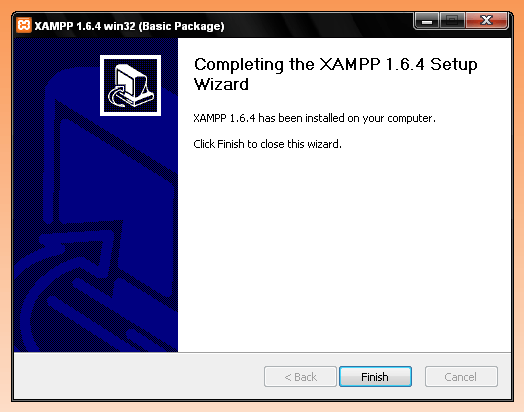 XAMPP 1.6.4 win32 (Basic Package)
Completing the XAMPP 1.6.4 Setup
Wizard
XAMPP 1.6.4 has been installed on your computer.
Click Finish to close this wizard.
< Back
Finish
Cancel